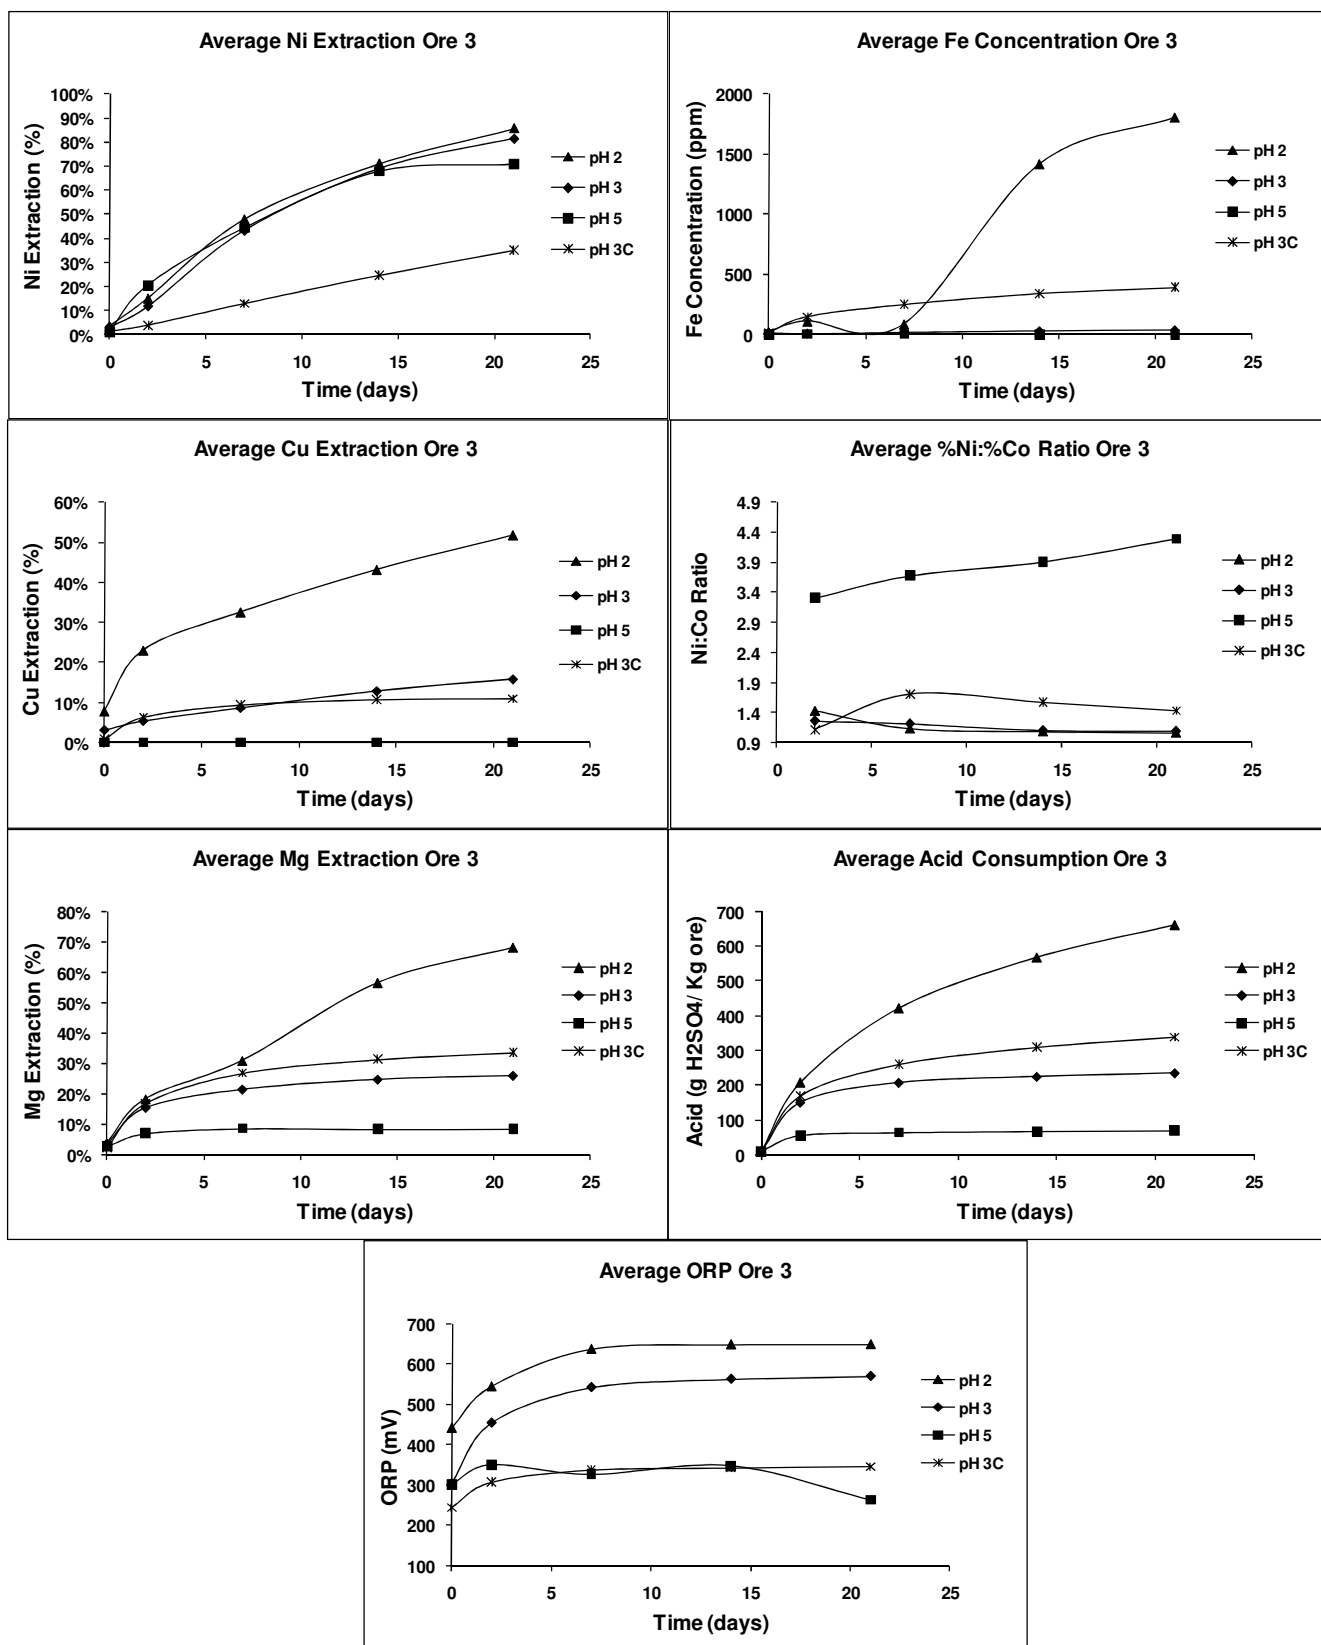 Average Ni Extraction Ore 3
100%
90%
80%
70%
60%
50%
40%
30%
20%
10%
0%
Ni Extraction (%)
0 5 10 15 20 25
Time (days)
pH 2
pH 3
pH 5
pH 3C
Average Fe Concentration Ore 3
2000
1500
1000
500
0
Fe Concentration (ppm)
0 5 10 15 20 25
Time (days)
pH 2
pH 3
pH 5
pH 3C
Average Cu Extraction Ore 3
60%
50%
40%
30%
20%
10%
0%
Cu Extraction (%)
0 5 10 15 20 25
Time (days)
pH 2
pH 3
pH 5
pH 3C
Average %Ni:%Co Ratio Ore 3
4.9
4.4
3.9
3.4
2.9
2.4
1.9
1.4
0.9
Ni:Co Ratio
0 5 10 15 20 25
Time (days)
pH 2
pH 3
pH 5
pH 3C
Average Mg Extraction Ore 3
80%
70%
60%
50%
40%
30%
20%
10%
0%
Mg Extraction (%)
0 5 10 15 20 25
Time (days)
pH 2
pH 3
pH 5
pH 3C
Average Acid Consumption Ore 3
700
600
500
400
300
200
100
0
Acid (g H2SO4/ Kg ore)
0 5 10 15 20 25
Time (days)
pH 2
pH 3
pH 5
pH 3C
Average ORP Ore 3
700
600
500
400
300
200
100
ORP (mV)
0 5 10 15 20 25
Time (days)
pH 2
pH 3
pH 5
pH 3C